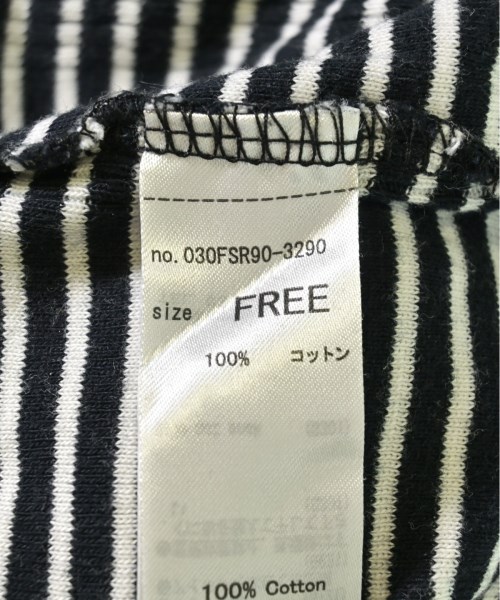 no. 030FSR90-3290
size FREE
100% コットン
100% Cotton